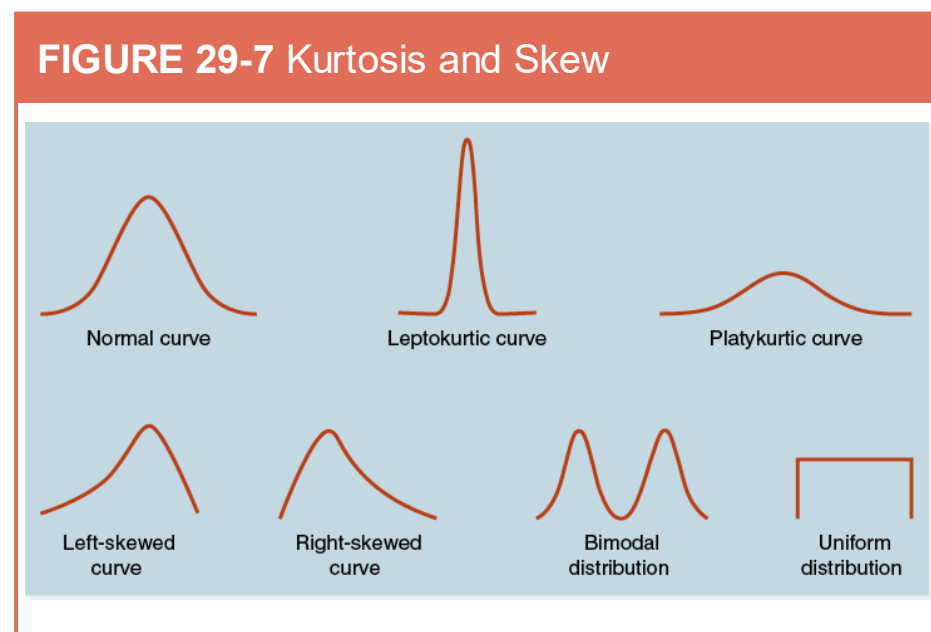 FIGURE 29-7 Kurtosis and Skew
Normal curve
Leptokurtic curve
Platykurtic curve
Left-skewed
curve
Right-skewed
curve
Bimodal
distribution
Uniform
distribution